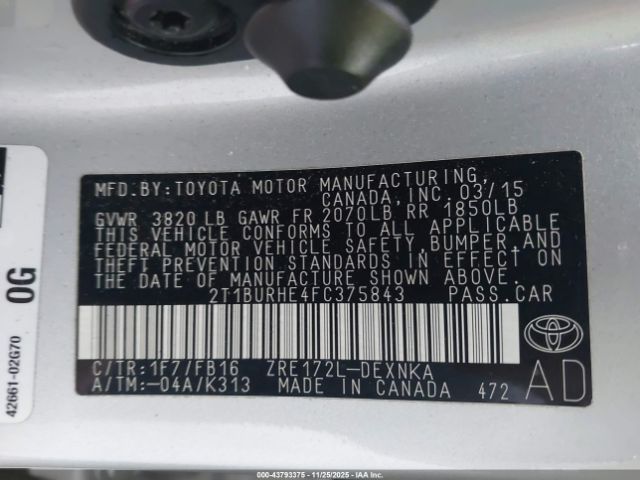 MFD.BY:TOYOTA MOTOR MANUFACTURING,
CANADA,INC. 03/15
GVWR 3820 LB GAWR FR 2070LB RR 1850LB
THIS VEHICLE CONFORMS TO ALL APPLICABLE
FEDERAL MOTOR VEHICLE SAFETY,BUMPER,AND
THEFT PREVENTION STANDARDS IN EFFECT ON
THE DATE OF MANUFACTURE SHOWN ABOVE.
2T1BURHE4FC375843 PASS.CAR
C/TR:1F7/FB16 ZRE172L-DEXNKA
A/TM:-04A/K313 MADE IN CANADA 472
AD
0G
42661-02G70
000-43793375 - 11/25/2025 - IAAI.COM